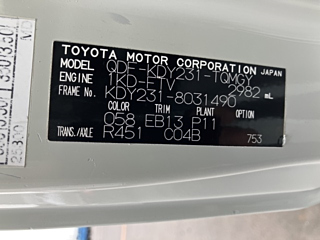 TOYOTA MOTOR CORPORATION JAPAN
MODEL QDF-KDY231-TQMGY
ENGINE 1KD-FTV 2982 mL
FRAME No. KDY231-8031490
COLOR TRIM PLANT OPTION
058 EB13 P11
TRANS./AXLE R451 C04B 753